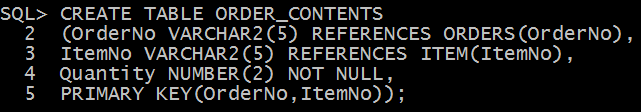 SQL> CREATE TABLE ORDER_CONTENTS
2 (OrderNo VARCHAR2(5) REFERENCES ORDERS(OrderNo),
3 ItemNo VARCHAR2(5) REFERENCES ITEM(ItemNo),
4 Quantity NUMBER(2) NOT NULL,
5 PRIMARY KEY(OrderNo,ItemNo));